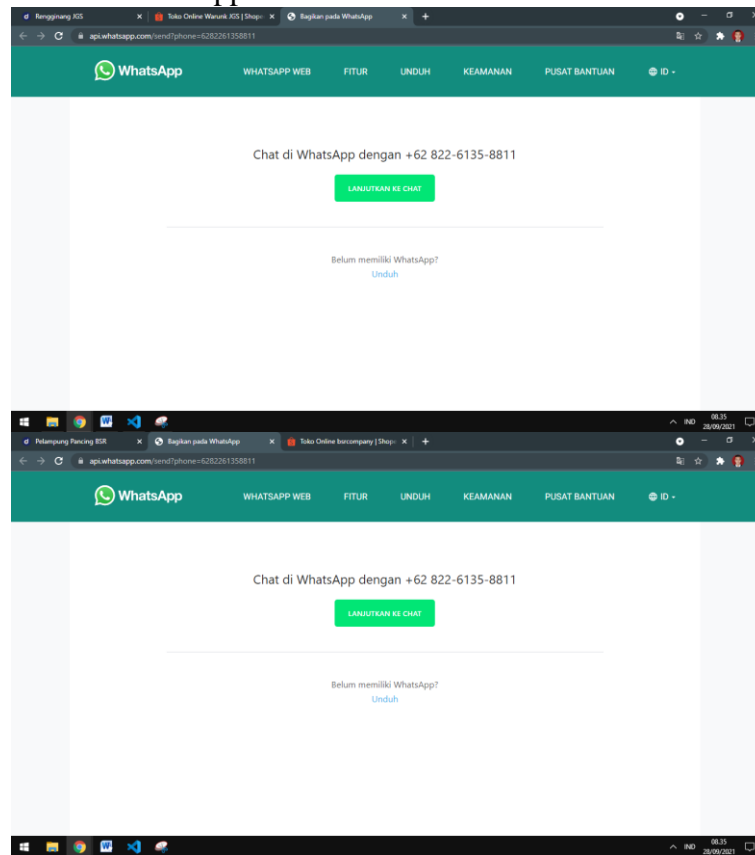 Rengginang JGS
Toko Online Warunk JGS | Shope
Bagikan pada WhatsApp
api.whatsapp.com/send?phone=6282261358811
WhatsApp
WHATSAPP WEB
FITUR
UNDUH
KEAMANAN
PUSAT BANTUAN
ID
Chat di WhatsApp dengan +62 822-6135-8811
LANJUTKAN KE CHAT
Belum memiliki WhatsApp?
Unduh
IND
08.35
28/09/2021
Pelampung Pancing BSR
Bagikan pada WhatsApp
Toko Online bsrcompany | Shope
api.whatsapp.com/send?phone=6282261358811
WhatsApp
WHATSAPP WEB
FITUR
UNDUH
KEAMANAN
PUSAT BANTUAN
ID
Chat di WhatsApp dengan +62 822-6135-8811
LANJUTKAN KE CHAT
Belum memiliki WhatsApp?
Unduh
IND
08.35
28/09/2021